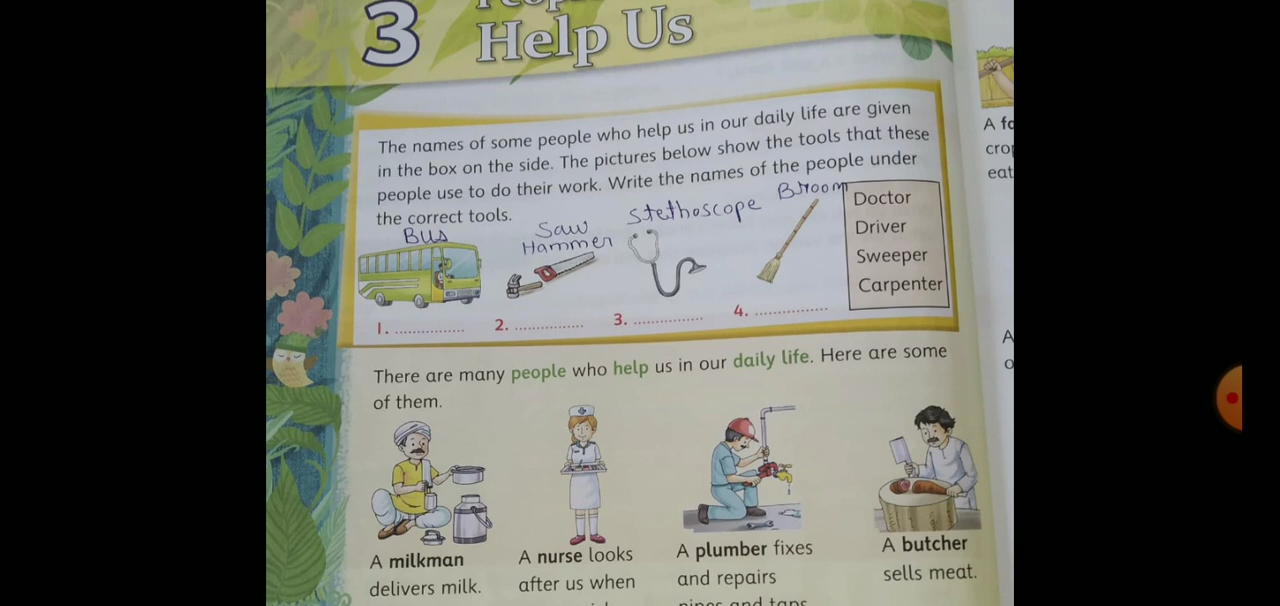 3
Help Us
The names of some people who help us in our daily life are given
in the box on the side. The pictures below show the tools that these
people use to do their work. Write the names of the people under
the correct tools.
Bus
Saw
Hammer
Stethoscope
Broom
Doctor
Driver
Sweeper
Carpenter
1. ...............
2. ...............
3. ...............
4. ...............
There are many people who help us in our daily life. Here are some
of them.
A milkman
delivers milk.
A nurse looks
after us when
A plumber fixes
and repairs
pipes and taps
A butcher
sells meat.
eat